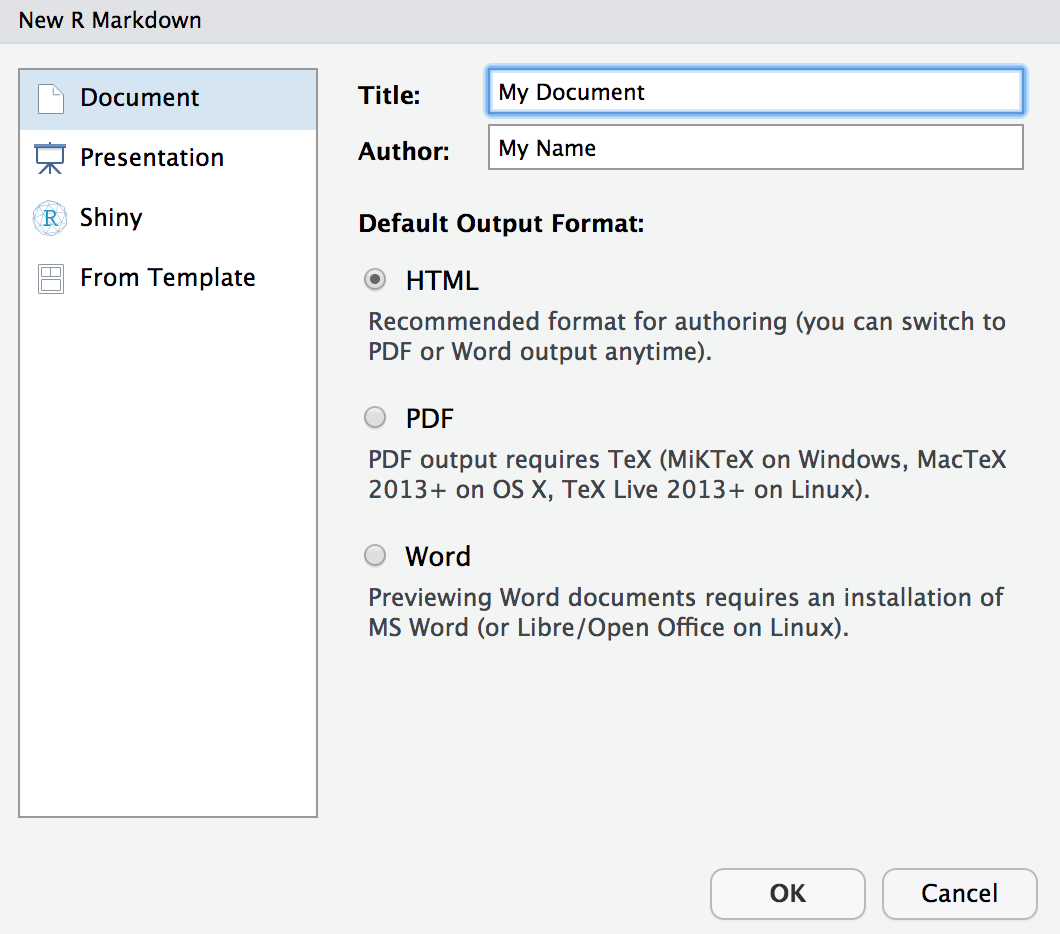 New R Markdown
Document
Presentation
R Shiny
From Template
Title: My Document
Author: My Name
Default Output Format:
HTML
Recommended format for authoring (you can switch to
PDF or Word output anytime).
PDF
PDF output requires TeX (MiKTeX on Windows, MacTeX
2013+ on OS X, TeX Live 2013+ on Linux).
Word
Previewing Word documents requires an installation of
MS Word (or Libre/Open Office on Linux).
OK Cancel